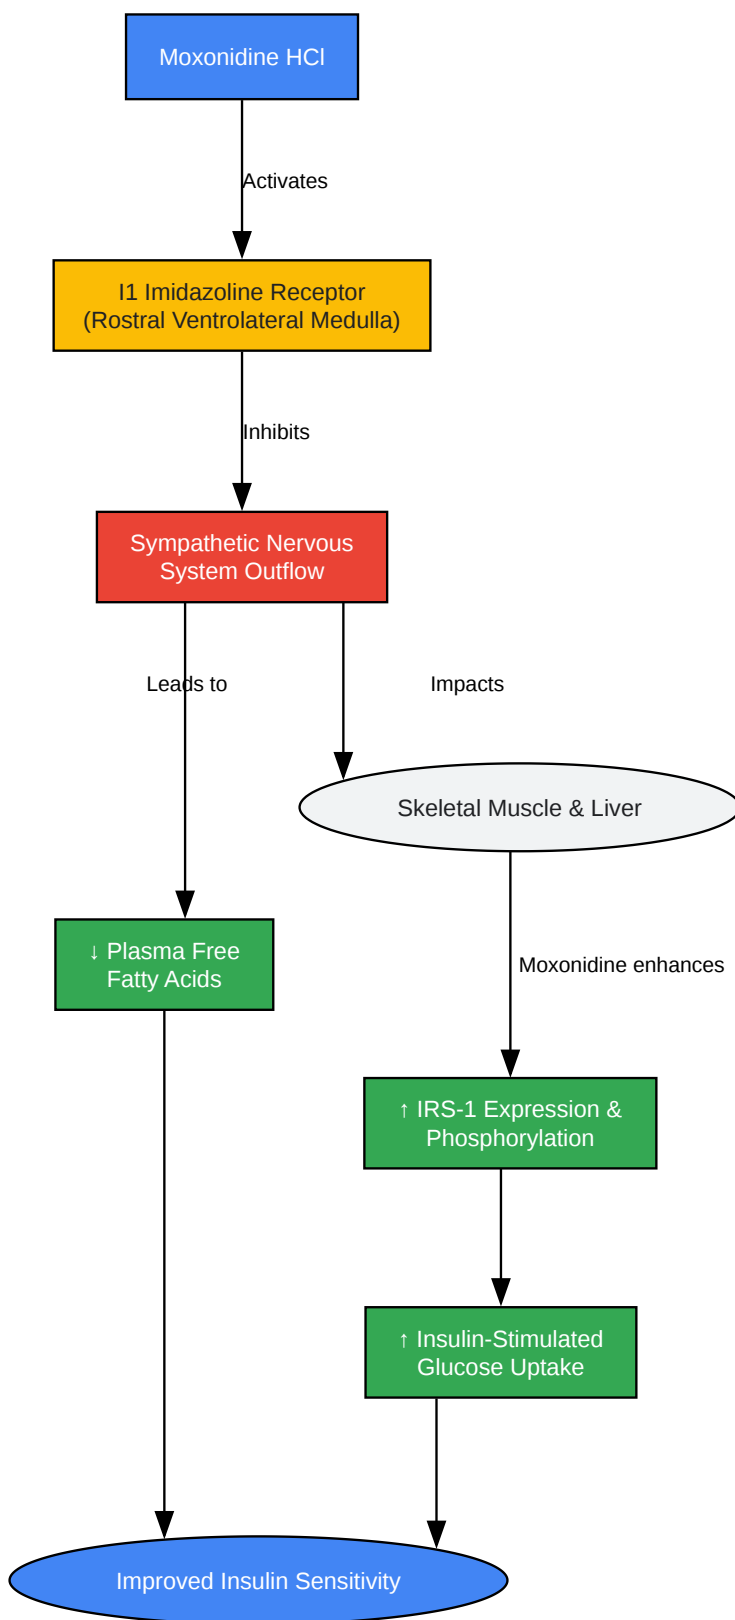 Moxonidine HCl
Activates
I1 Imidazoline Receptor
(Rostral Ventrolateral Medulla)
Inhibits
Sympathetic Nervous
System Outflow
Leads to
Impacts
Skeletal Muscle & Liver
↓ Plasma Free
Fatty Acids
Moxonidine enhances
↑ IRS-1 Expression &
Phosphorylation
↑ Insulin-Stimulated
Glucose Uptake
Improved Insulin Sensitivity